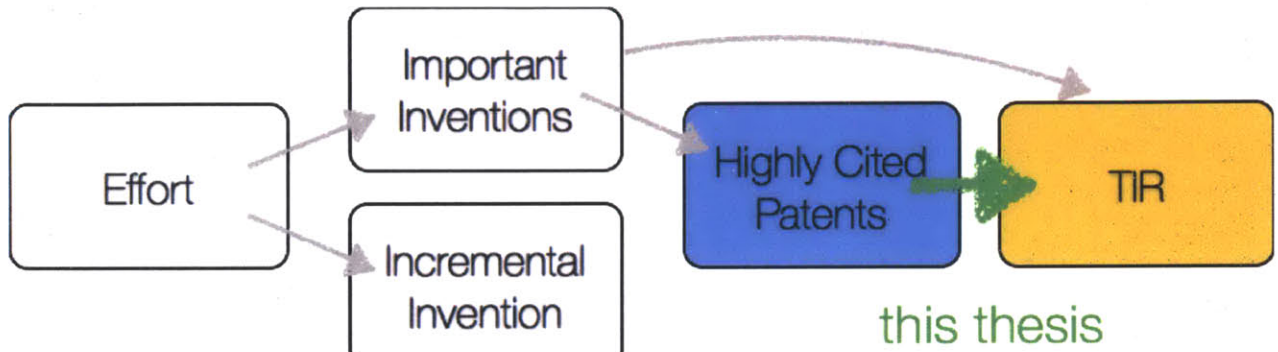 Important
Inventions
Effort
Highly Cited
Patents
TIR
Incremental
Invention
this thesis